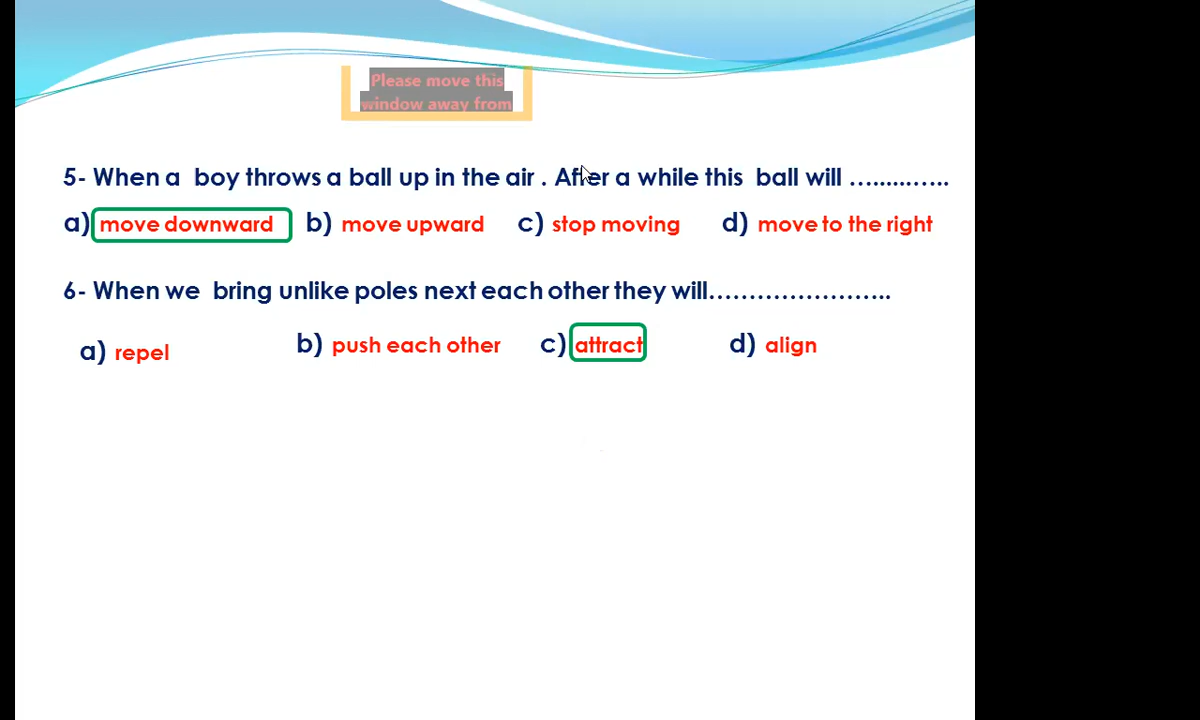 Please move this
window away from
5- When a boy throws a ball up in the air . After a while this ball will ….......…..
a) move downward b) move upward c) stop moving d) move to the right
6- When we bring unlike poles next each other they will…………………..
a) repel b) push each other c) attract d) align